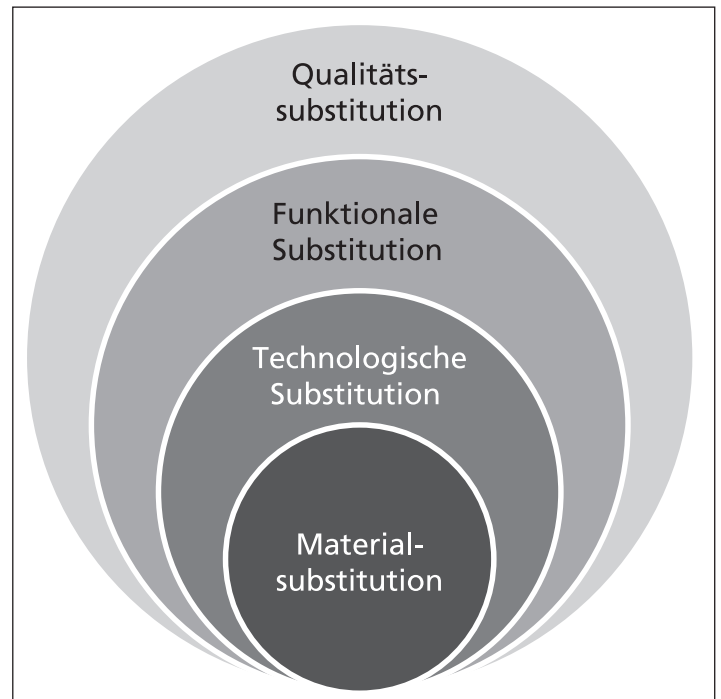 Qualitäts-
substitution
Funktionale
Substitution
Technologische
Substitution
Material-
substitution